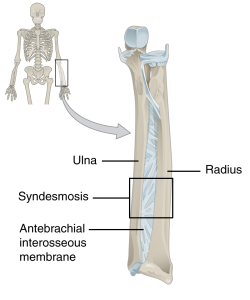 Ulna
Radius
Syndesmosis
Antebrachial
interosseous
membrane